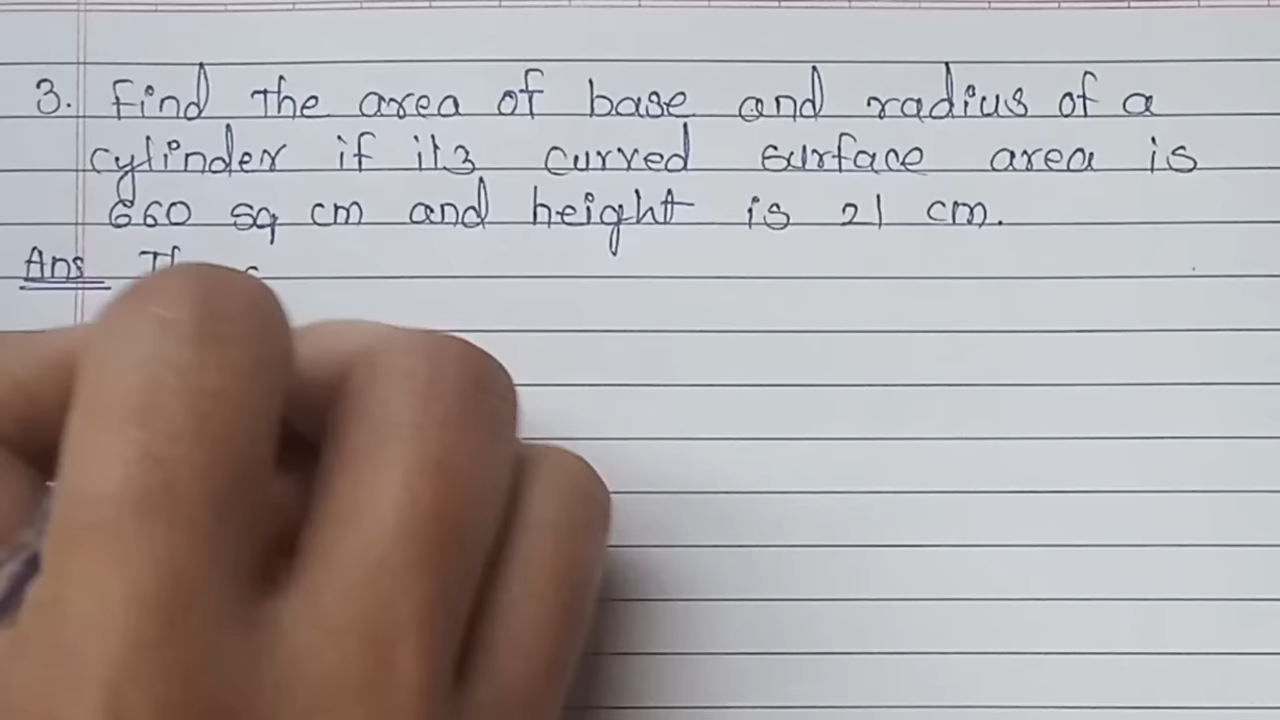 3. Find the area of base and radius of a
cylinder if its curved surface area is
660 sq cm and height is 21 cm.
Ans